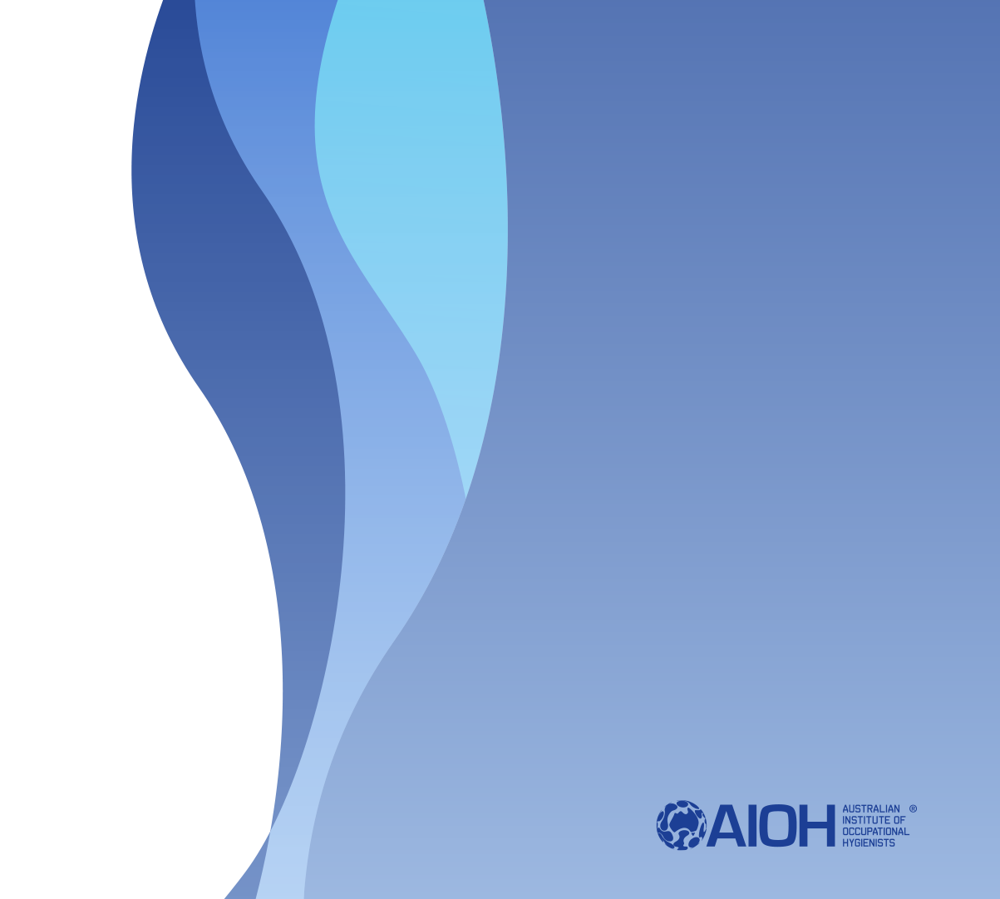 AIOH
AUSTRALIAN ®
INSTITUTE OF
OCCUPATIONAL
HYGIENISTS